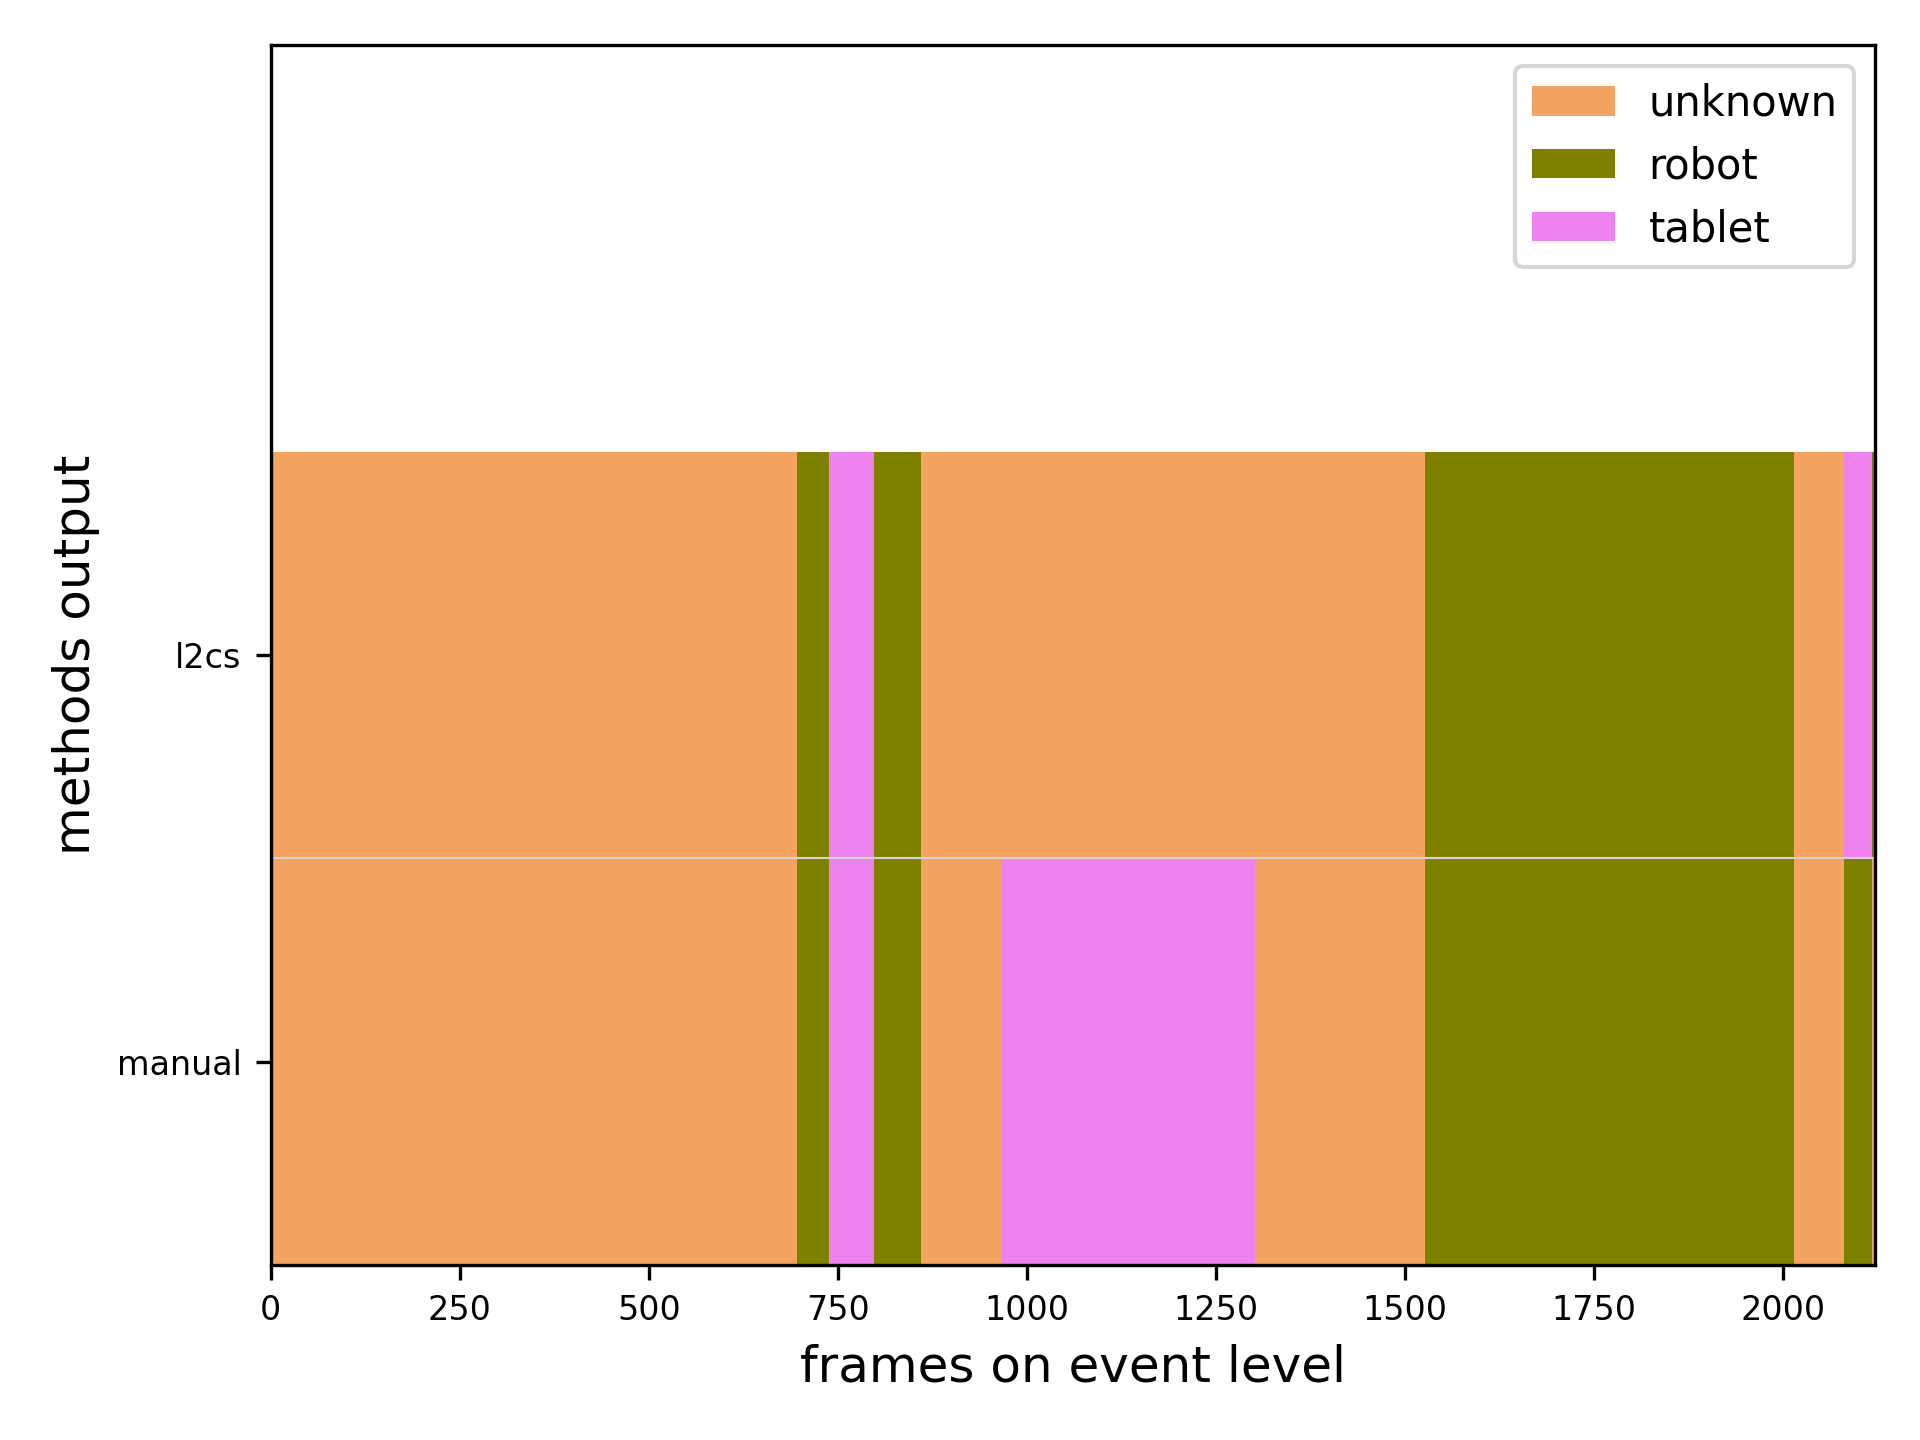 unknown
robot
tablet
methods output
l2cs
manual
0 250 500 750 1000 1250 1500 1750 2000
frames on event level